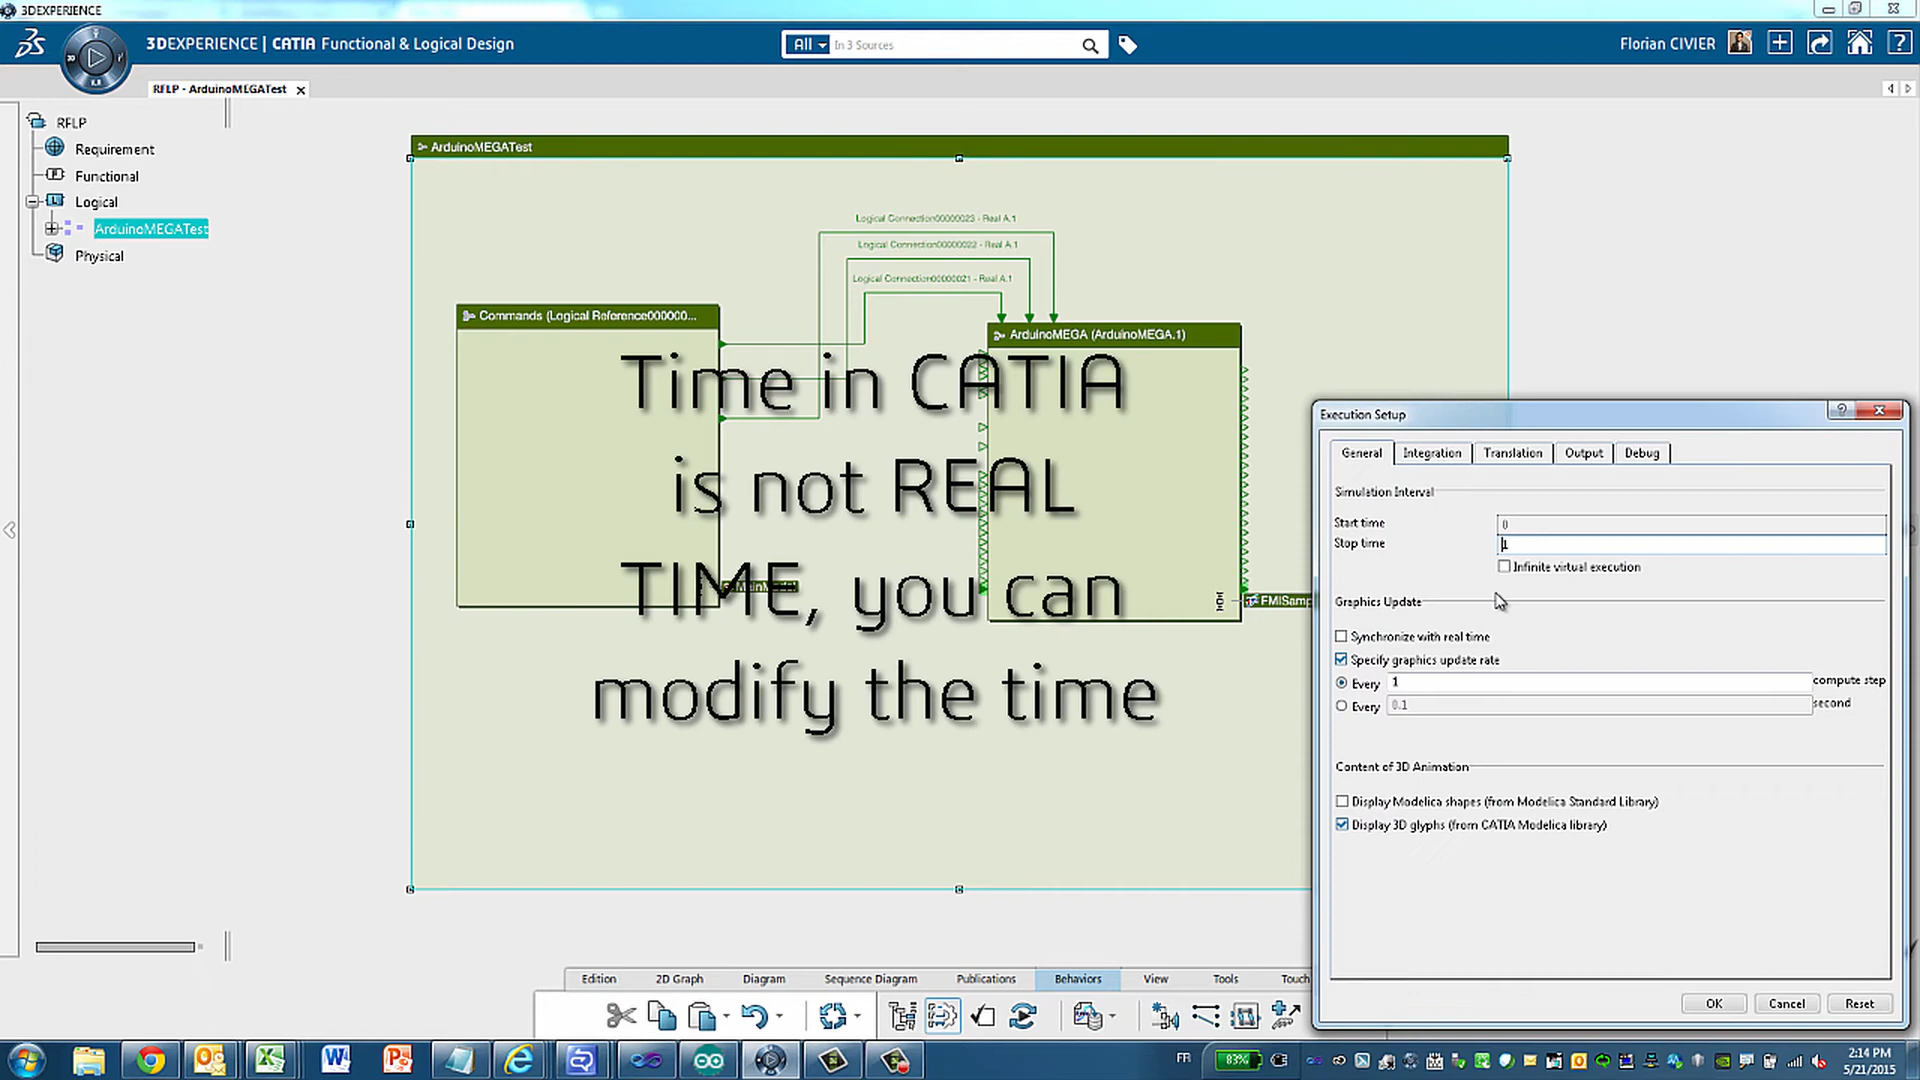 3DEXPERIENCE
3DEXPERIENCE | CATIA Functional & Logical Design
All
In 3 Sources
Florian CIVIER
RFLP - ArduinoMEGATest
RFLP
Requirement
Functional
Logical
ArduinoMEGATest
Physical
ArduinoMEGATest
Logical Connection00000023 - Real A.1
Logical Connection00000022 - Real A.1
Logical Connection00000021 - Real A.1
Commands (Logical Reference000000...
ArduinoMEGA (ArduinoMEGA.1)
Time in CATIA
is not REAL
TIME, you can
modify the time
FMISamp
Execution Setup
General
Integration
Translation
Output
Debug
Simulation Interval
Start time
0
Stop time
1
Infinite virtual execution
Graphics Update
Synchronize with real time
Specify graphics update rate
Every
1
compute step
Every
0.1
second
Content of 3D Animation
Display Modelica shapes (from Modelica Standard Library)
Display 3D glyphs (from CATIA Modelica library)
OK
Cancel
Reset
Edition
2D Graph
Diagram
Sequence Diagram
Publications
Behaviors
View
Tools
Touch
FR
83%
2:14 PM
5/21/2015